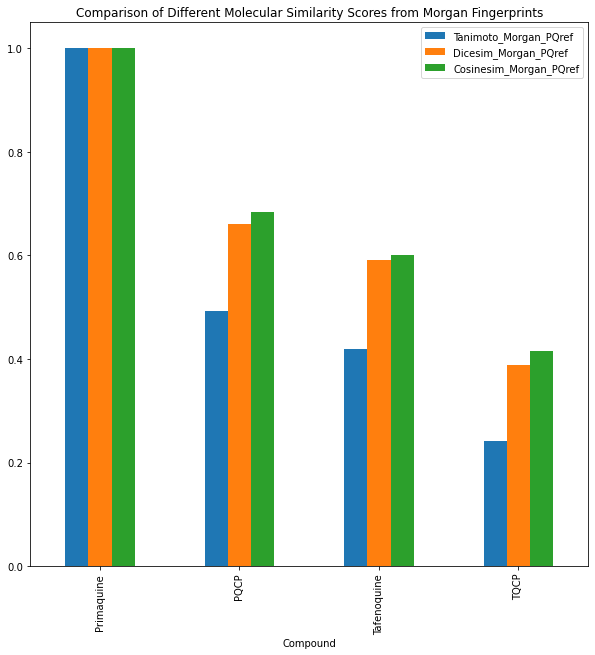 Comparison of Different Molecular Similarity Scores from Morgan Fingerprints
Tanimoto_Morgan_PQref
Dicesim_Morgan_PQref
Cosinesim_Morgan_PQref
1.0
0.8
0.6
0.4
0.2
0.0
Primaquine
PQCP
Tafenoquine
TQCP
Compound